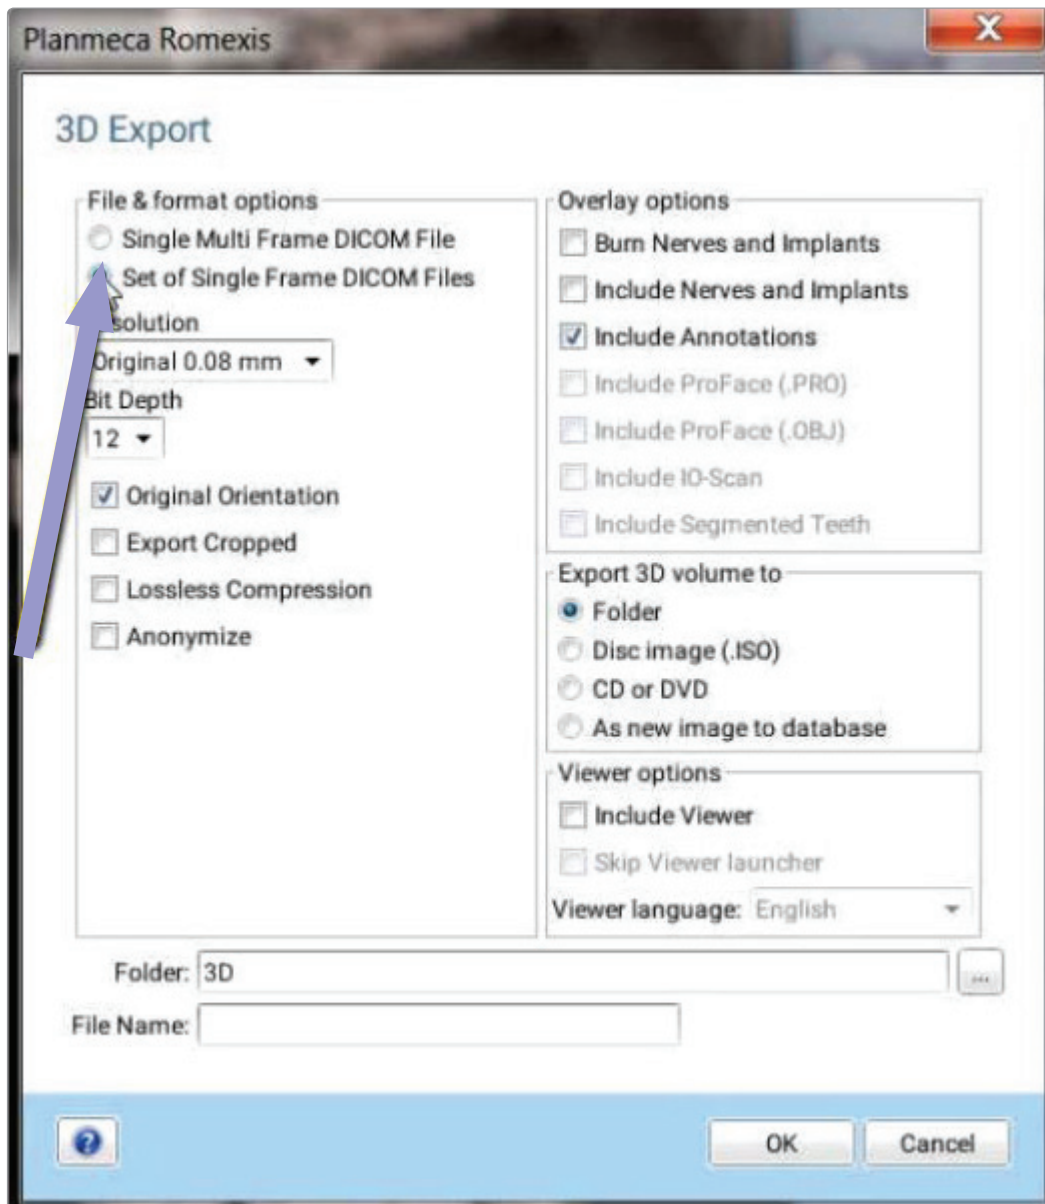 Planmeca Romexis
3D Export
File & format options
Single Multi Frame DICOM File
Set of Single Frame DICOM Files
solution
Original 0.08 mm
Bit Depth
12
Original Orientation
Export Cropped
Lossless Compression
Anonymize
Overlay options
Burn Nerves and Implants
Include Nerves and Implants
Include Annotations
Include ProFace (.PRO)
Include ProFace (.OBJ)
Include IO-Scan
Include Segmented Teeth
Export 3D volume to
Folder
Disc image (.ISO)
CD or DVD
As new image to database
Viewer options
Include Viewer
Skip Viewer launcher
Viewer language: English
Folder: 3D
...
File Name:
?
OK
Cancel